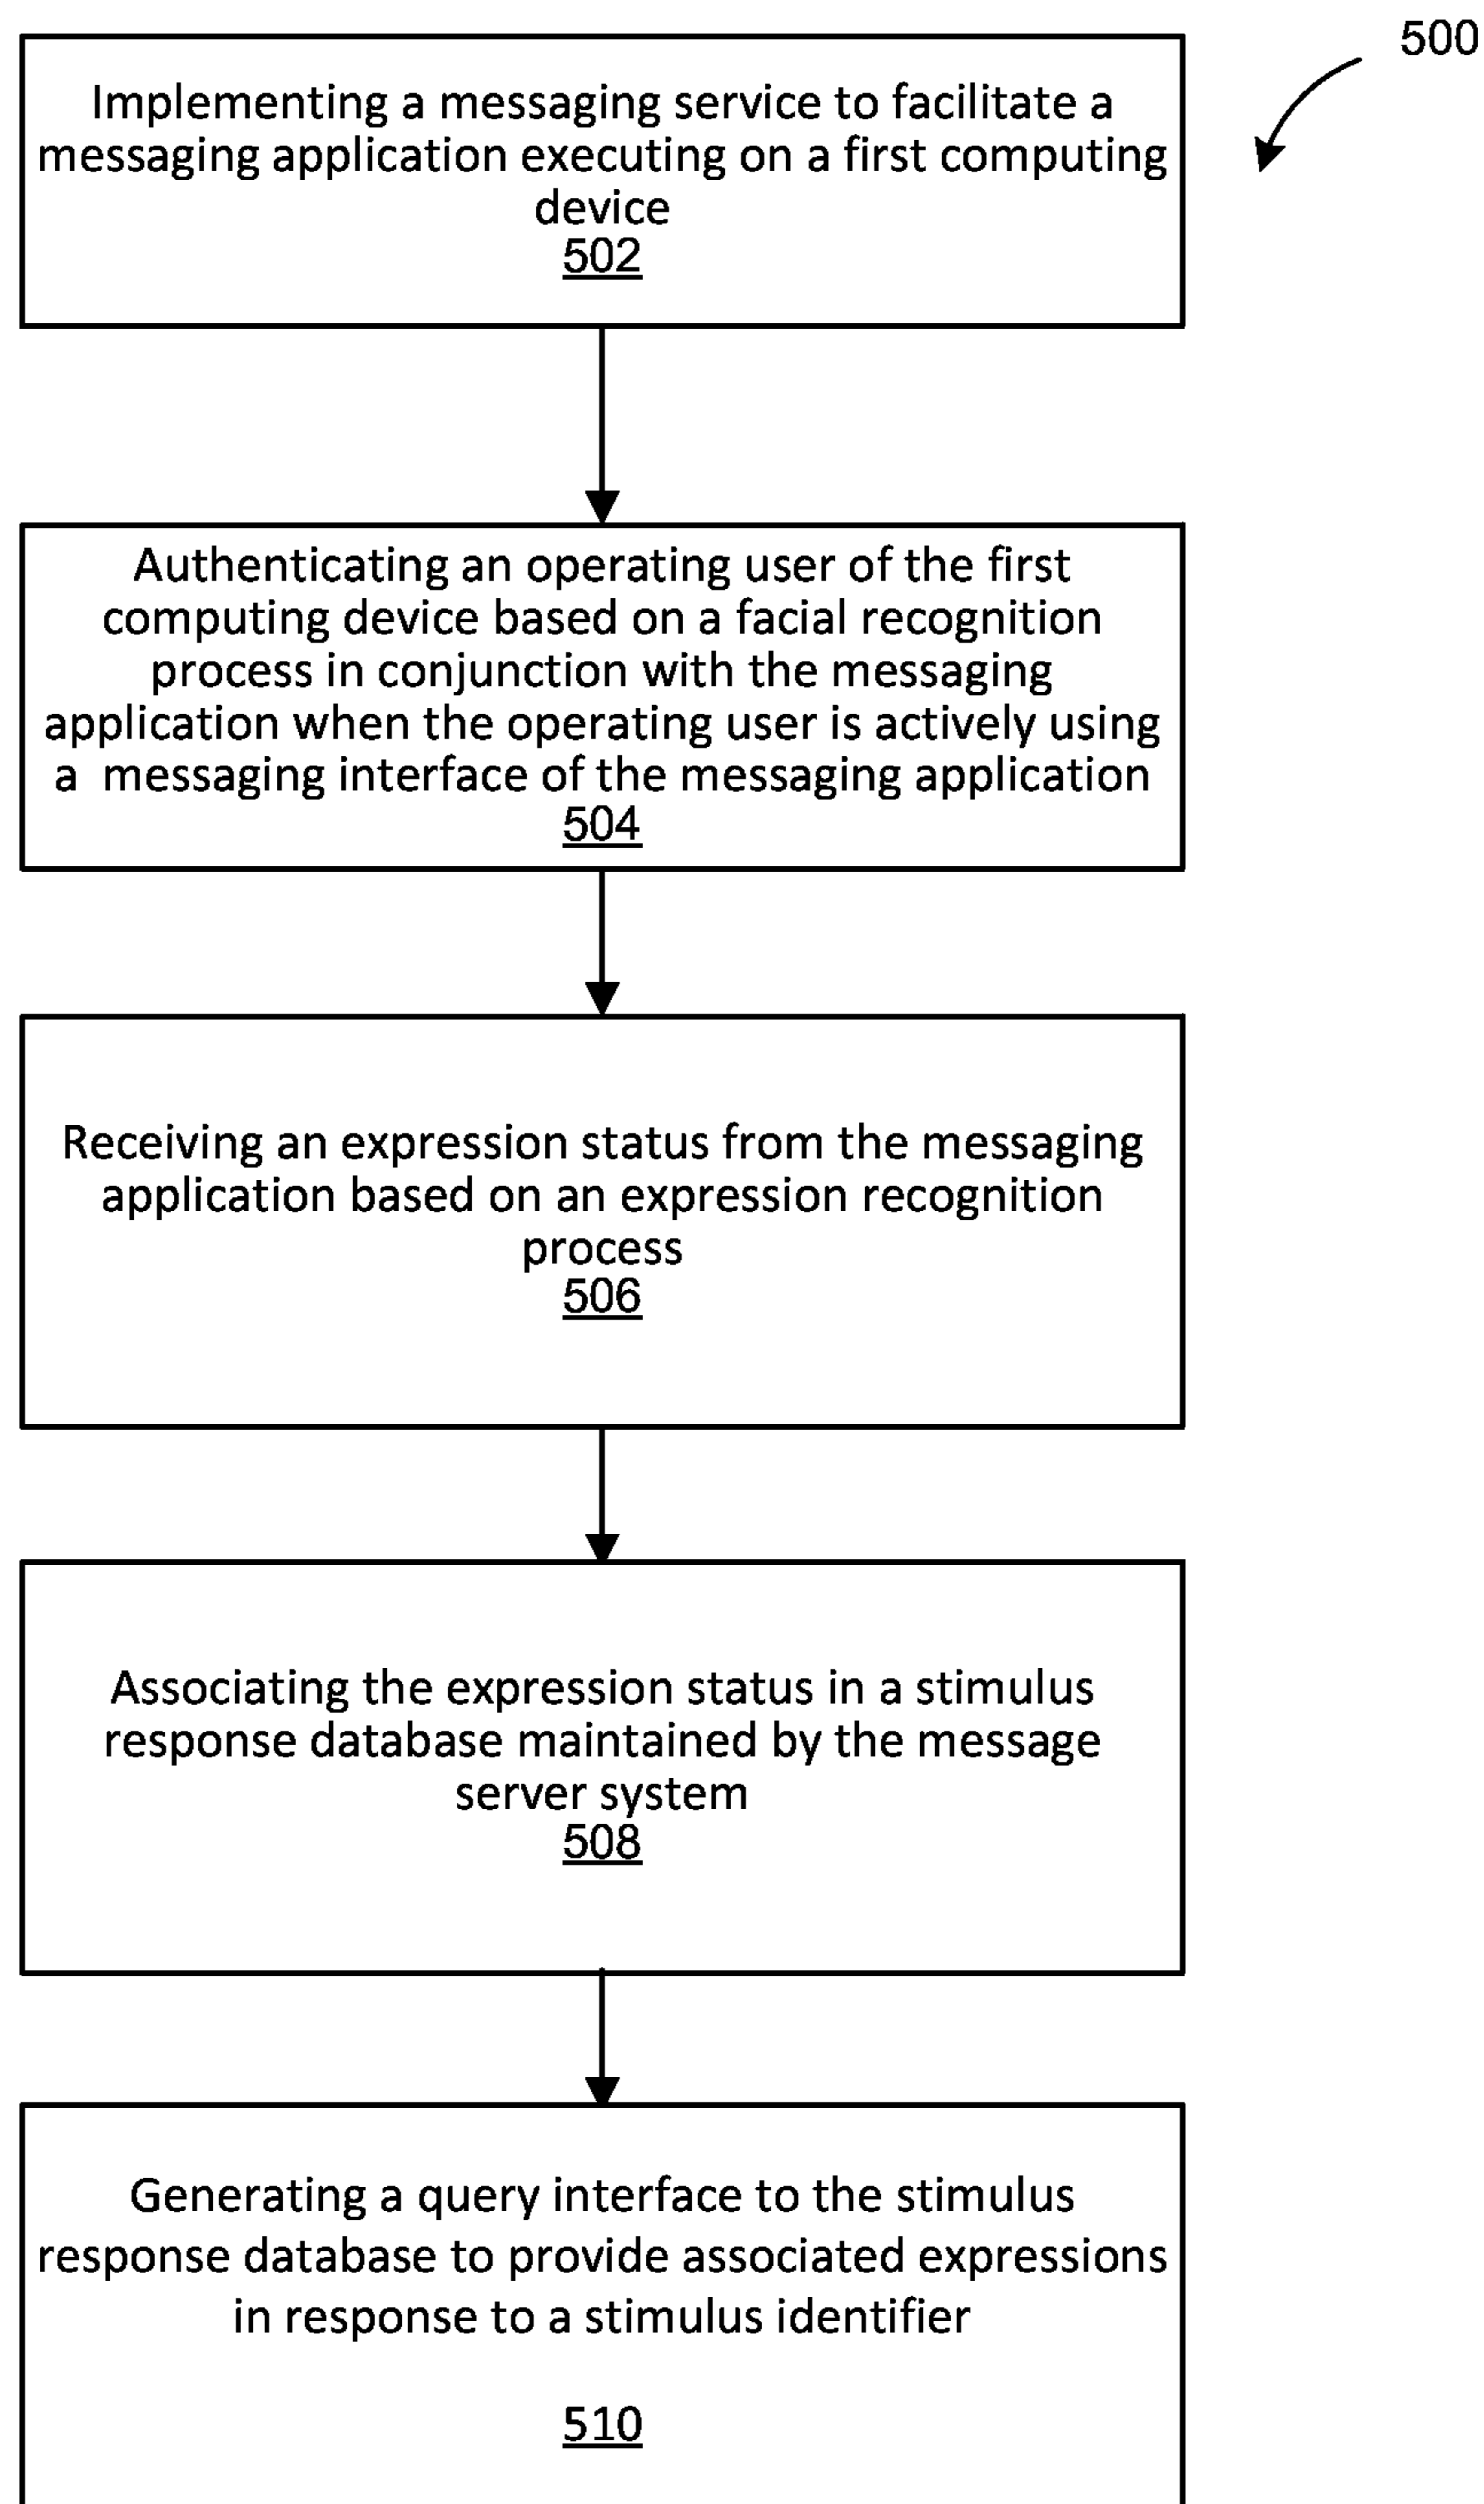 500
Implementing a messaging service to facilitate a
messaging application executing on a first computing
device
502
Authenticating an operating user of the first
computing device based on a facial recognition
process in conjunction with the messaging
application when the operating user is actively using
a messaging interface of the messaging application
504
Receiving an expression status from the messaging
application based on an expression recognition
process
506
Associating the expression status in a stimulus
response database maintained by the message
server system
508
Generating a query interface to the stimulus
response database to provide associated expressions
in response to a stimulus identifier
510